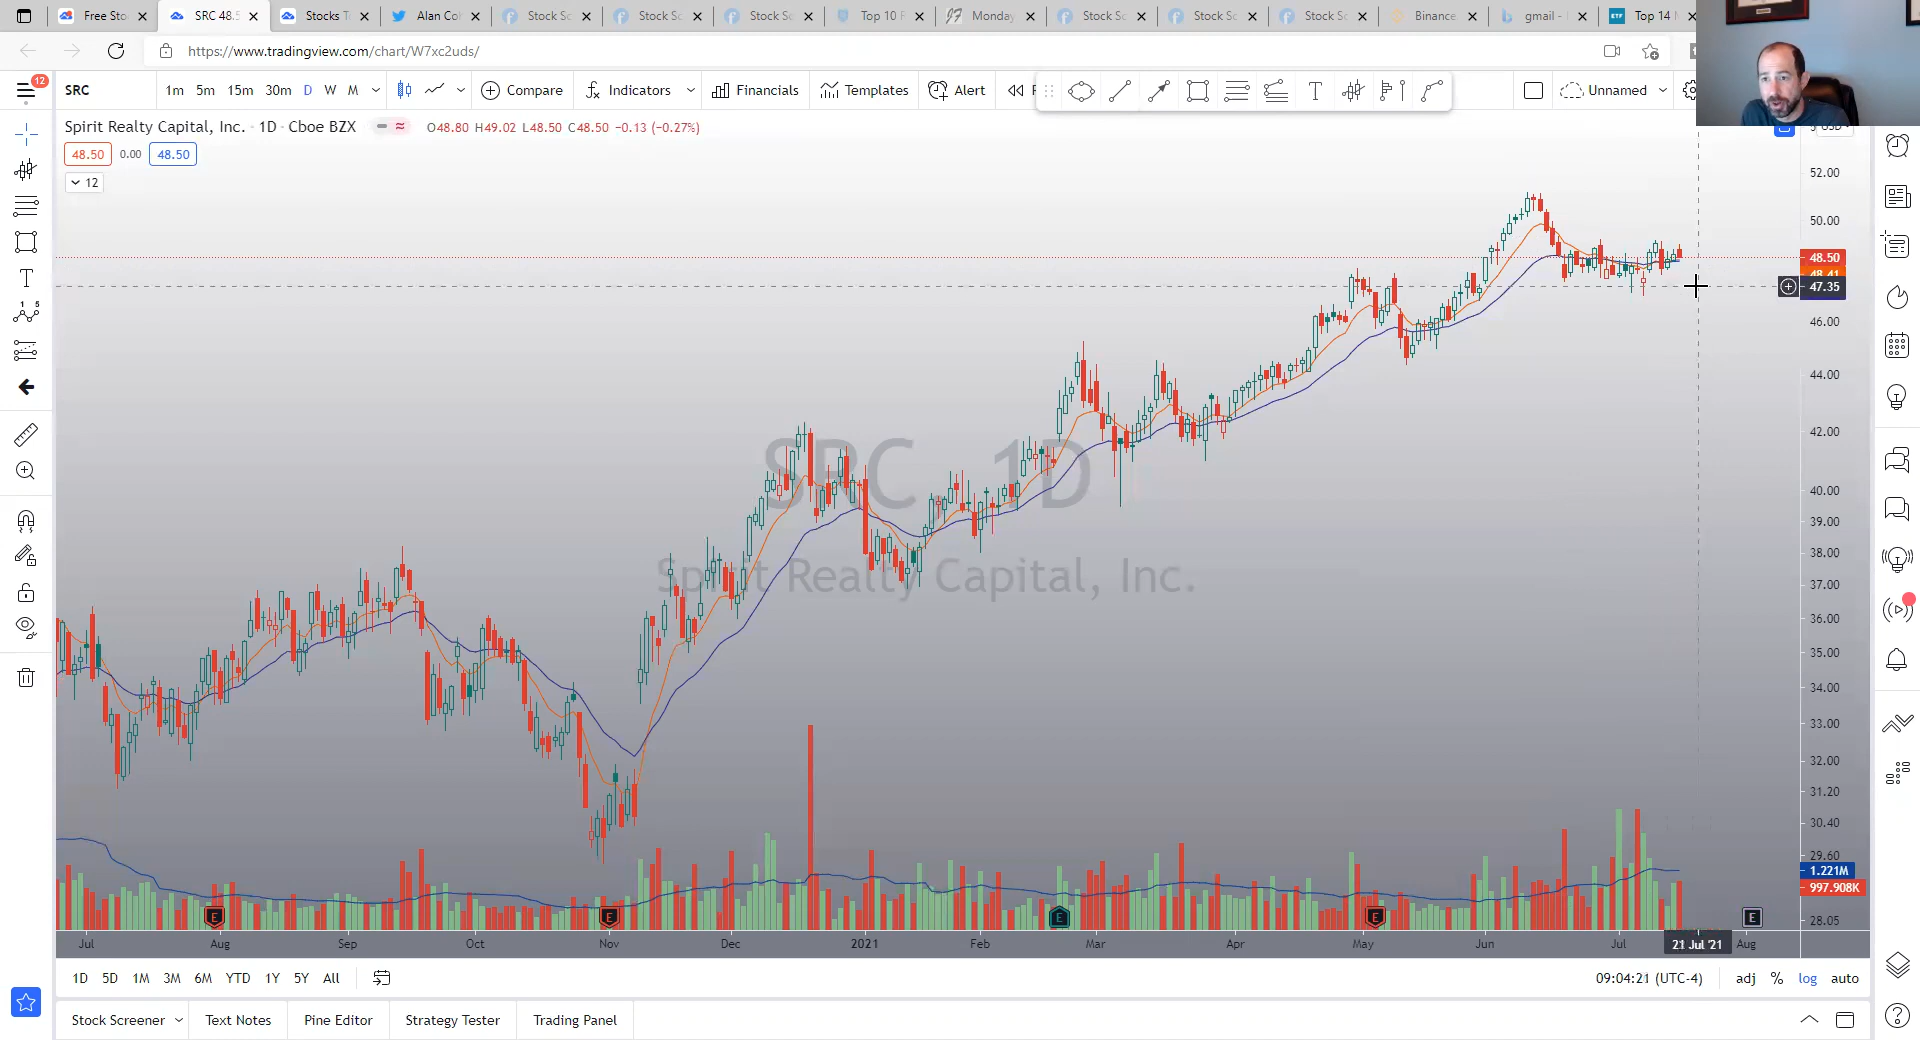 Free Stoc
SRC 48.5
Stocks T
Alan Col
Stock Sc
Stock Sc
Stock Sc
Top 10 F
Monday
Stock Sc
Stock Sc
Stock Sc
Binance
gmail -
ETF Top 14
https://www.tradingview.com/chart/W7xc2uds/
12 SRC 1m 5m 15m 30m D W M Compare Indicators Financials Templates Alert T Unnamed
Spirit Realty Capital, Inc. · 1D · Cboe BZX O48.80 H49.02 L48.50 C48.50 −0.13 (−0.27%)
48.50 0.00 48.50
12
SRC, 1D
Spirit Realty Capital, Inc.
T
1 5
52.00
50.00
48.50
48.41
47.35
46.00
44.00
42.00
40.00
39.00
38.00
37.00
36.00
35.00
34.00
33.00
32.00
31.20
30.40
29.60
1.221M
997.908K
28.05
E E E E E
Jul Aug Sep Oct Nov Dec 2021 Feb Mar Apr May Jun Jul 21 Jul '21 Aug
1D 5D 1M 3M 6M YTD 1Y 5Y All 09:04:21 (UTC-4) adj % log auto
Stock Screener Text Notes Pine Editor Strategy Tester Trading Panel